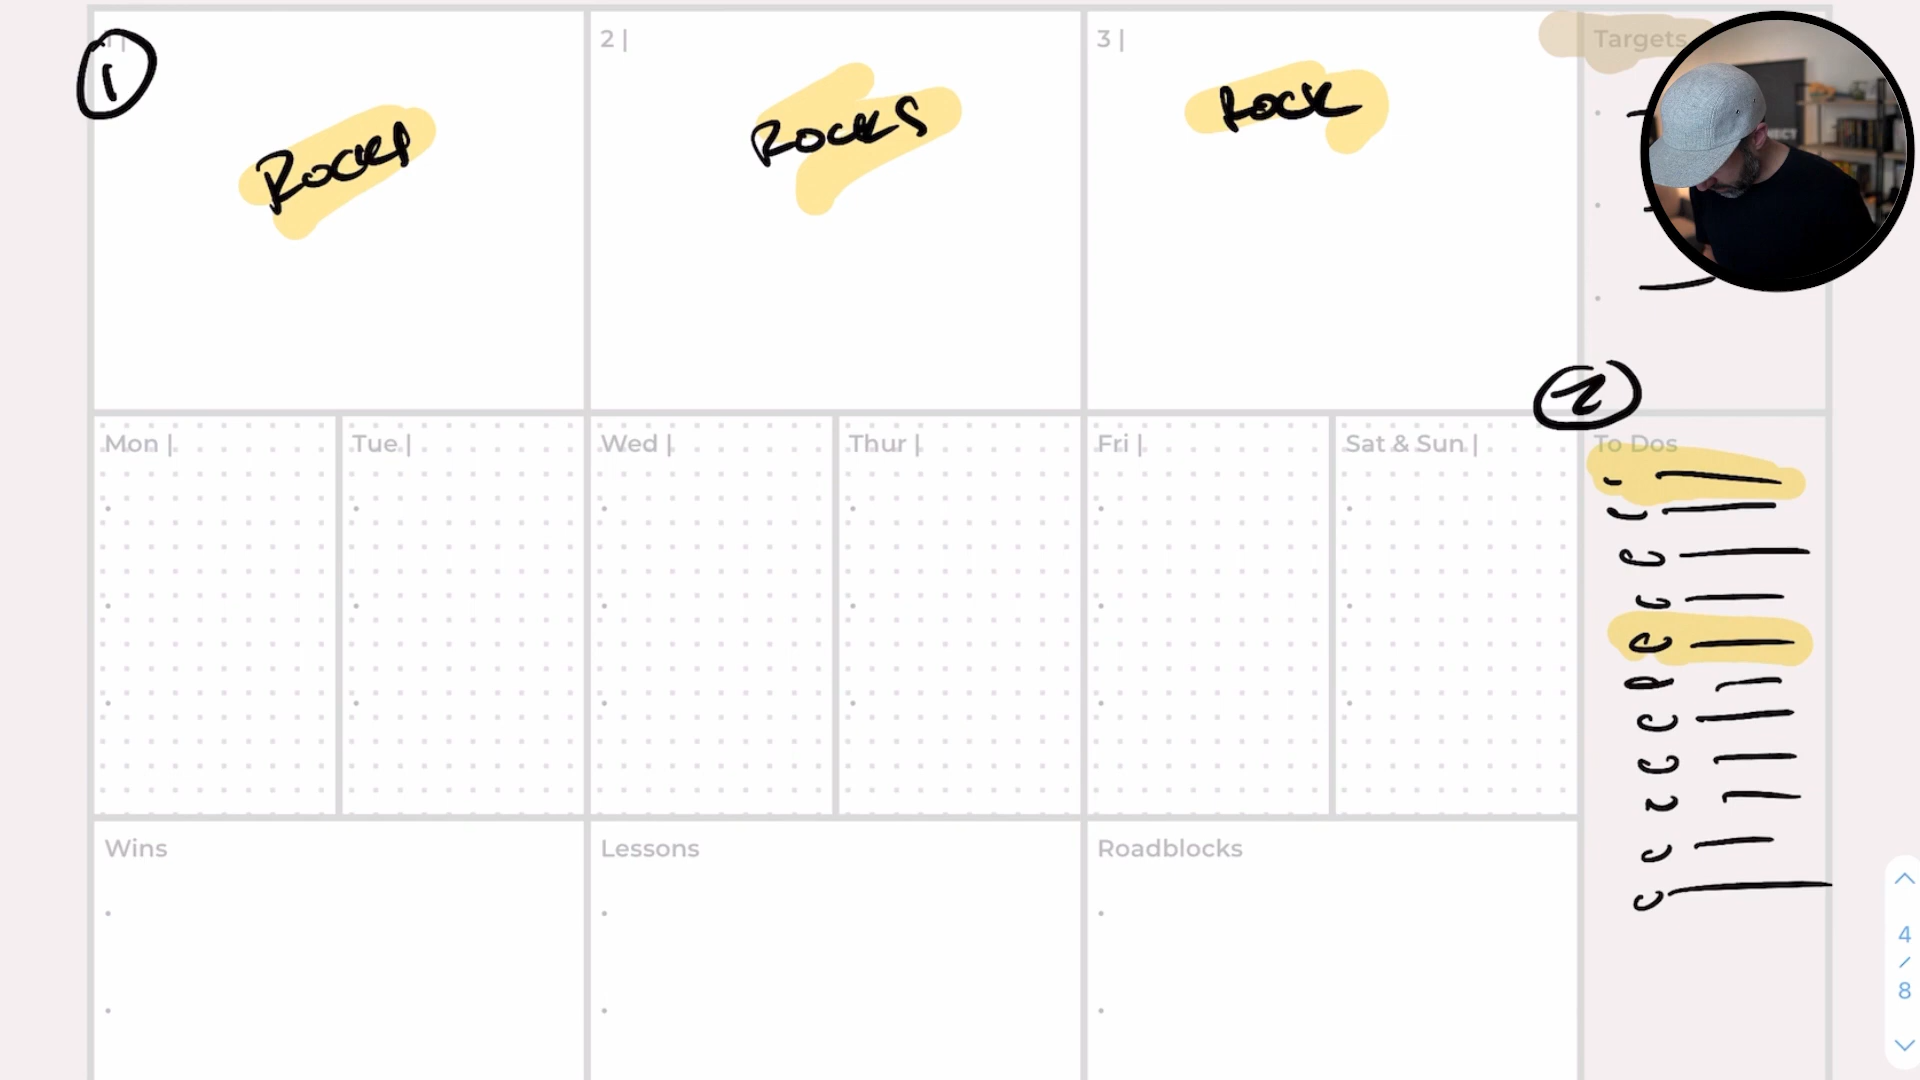 1 |
2 |
3 |
Targets
1
Rocks
Rocks
Rock
2
Mon |
Tue |
Wed |
Thur |
Fri |
Sat & Sun |
To Dos
Wins
Lessons
Roadblocks
4
/
8